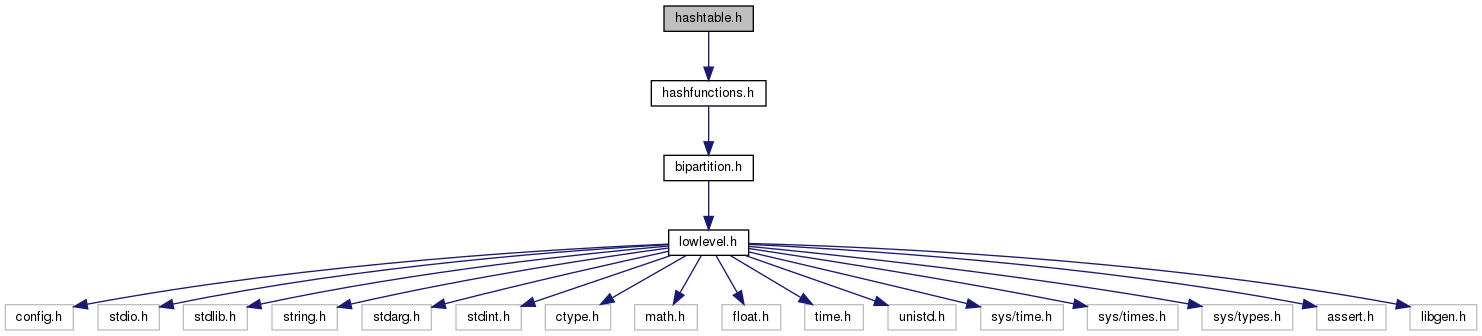 hashtable.h
hashfunctions.h
bipartition.h
lowlevel.h
config.h stdio.h stdlib.h string.h stdarg.h stdint.h ctype.h math.h float.h time.h unistd.h sys/time.h sys/times.h sys/types.h assert.h libgen.h